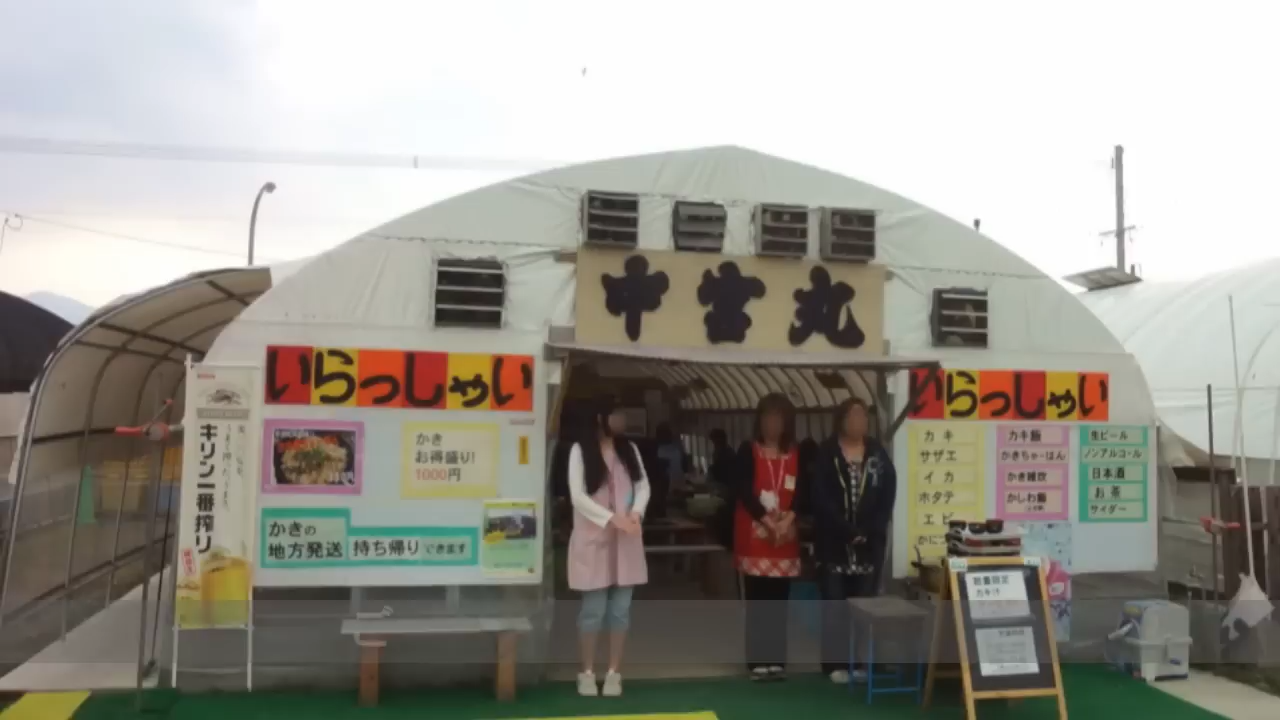 中宮丸
いらっしゃい
いらっしゃい
キリン一番搾り
かき
お得盛り!
1000円
かきの
地方発送 持ち帰りできます
カキ
サザエ
イカ
ホタテ
エビ
カキ飯
かきちゃーはん
かき雑炊
かしわ飯
生ビール
ノンアルコール
日本酒
お茶
サイダー
数量限定
カキ汁